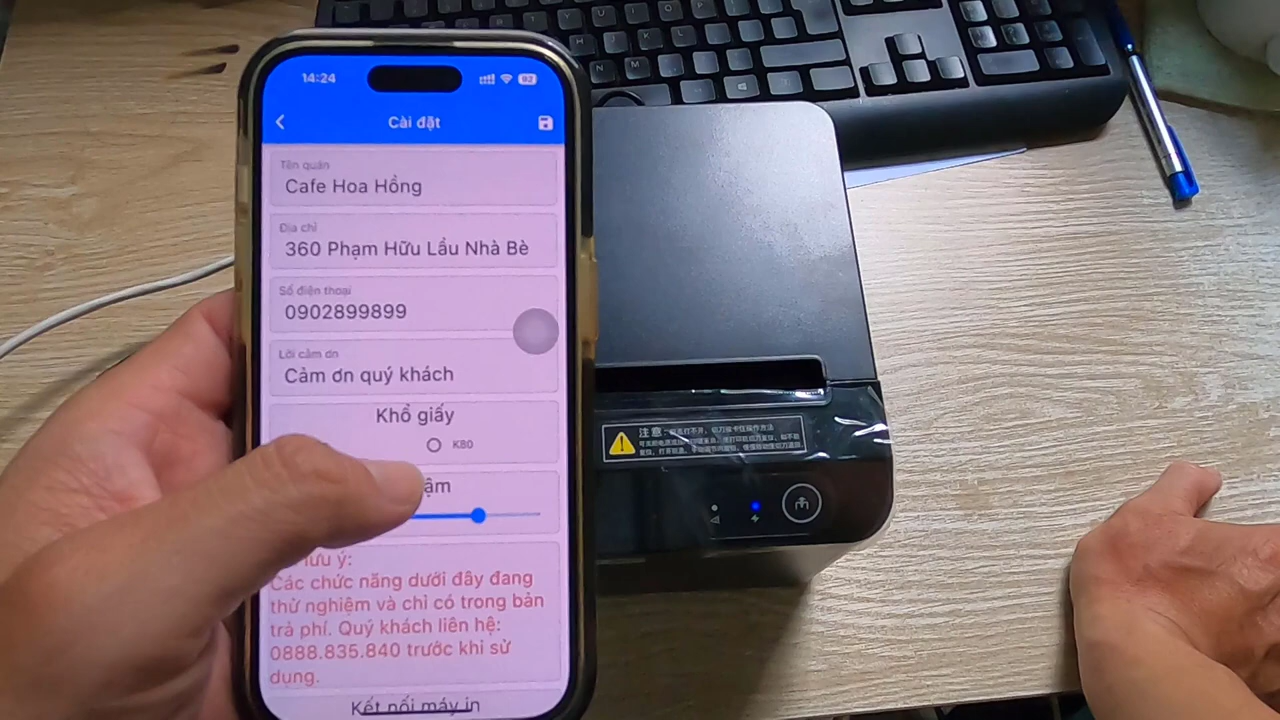 14:24
92
Cài đặt
Tên quán
Cafe Hoa Hồng
Địa chỉ
360 Phạm Hữu Lầu Nhà Bè
Số điện thoại
0902899899
Lời cảm ơn
Cảm ơn quý khách
Khổ giấy
K80
ậm
lưu ý:
Các chức năng dưới đây đang
thử nghiệm và chỉ có trong bản
trả phí. Quý khách liên hệ:
0888.835.840 trước khi sử
dụng.
Kết nối máy in
注意: